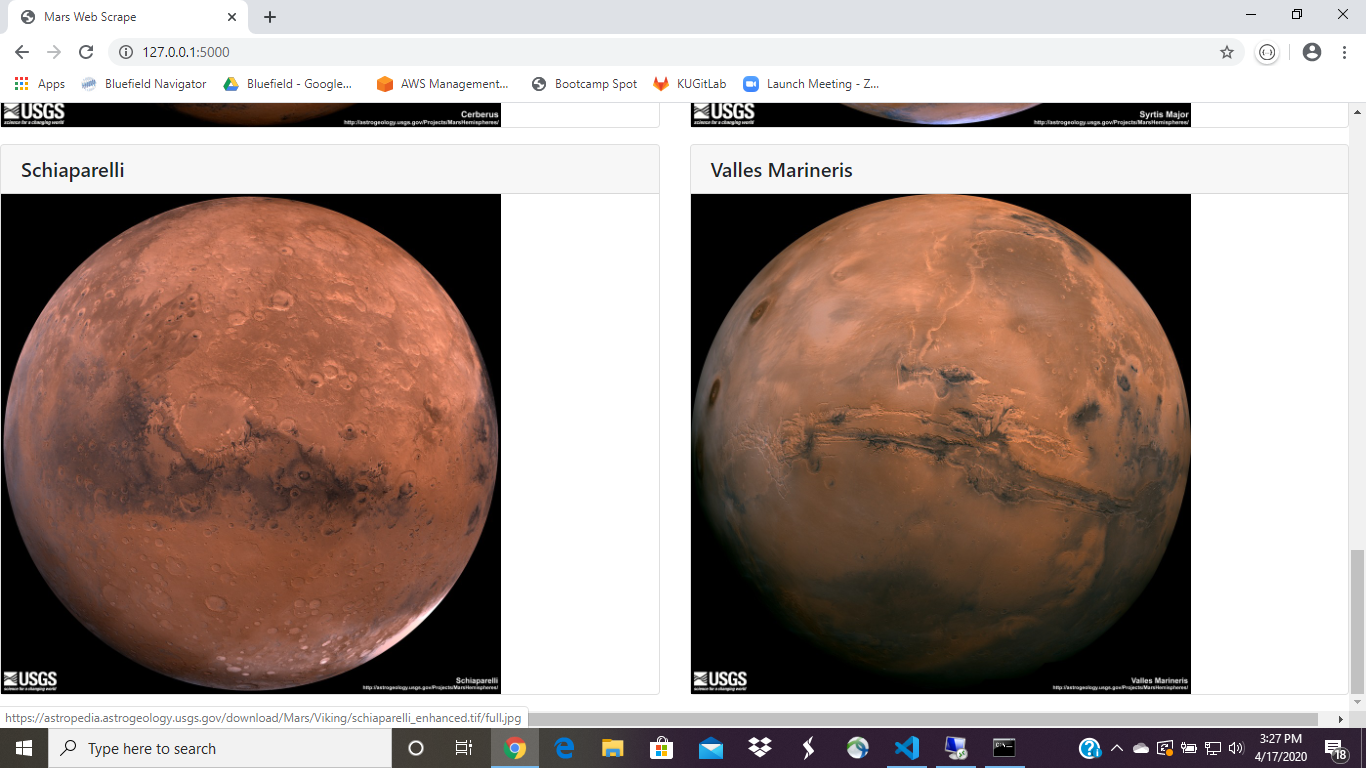 Mars Web Scrape
127.0.0.1:5000
Apps Bluefield Navigator Bluefield - Google... AWS Management... Bootcamp Spot KUGitLab Launch Meeting - Z...
USGS
science for a changing world
Cerberus
http://astrogeology.usgs.gov/Projects/MarsHemispheres/
USGS
science for a changing world
Syrtis Major
http://astrogeology.usgs.gov/Projects/MarsHemispheres/
Schiaparelli
USGS
science for a changing world
Schiaparelli
http://astrogeology.usgs.gov/Projects/MarsHemispheres/
Valles Marineris
USGS
science for a changing world
Valles Marineris
http://astrogeology.usgs.gov/Projects/MarsHemispheres/
https://astropedia.astrogeology.usgs.gov/download/Mars/Viking/schiaparelli_enhanced.tif/full.jpg
Type here to search
3:27 PM
4/17/2020
18